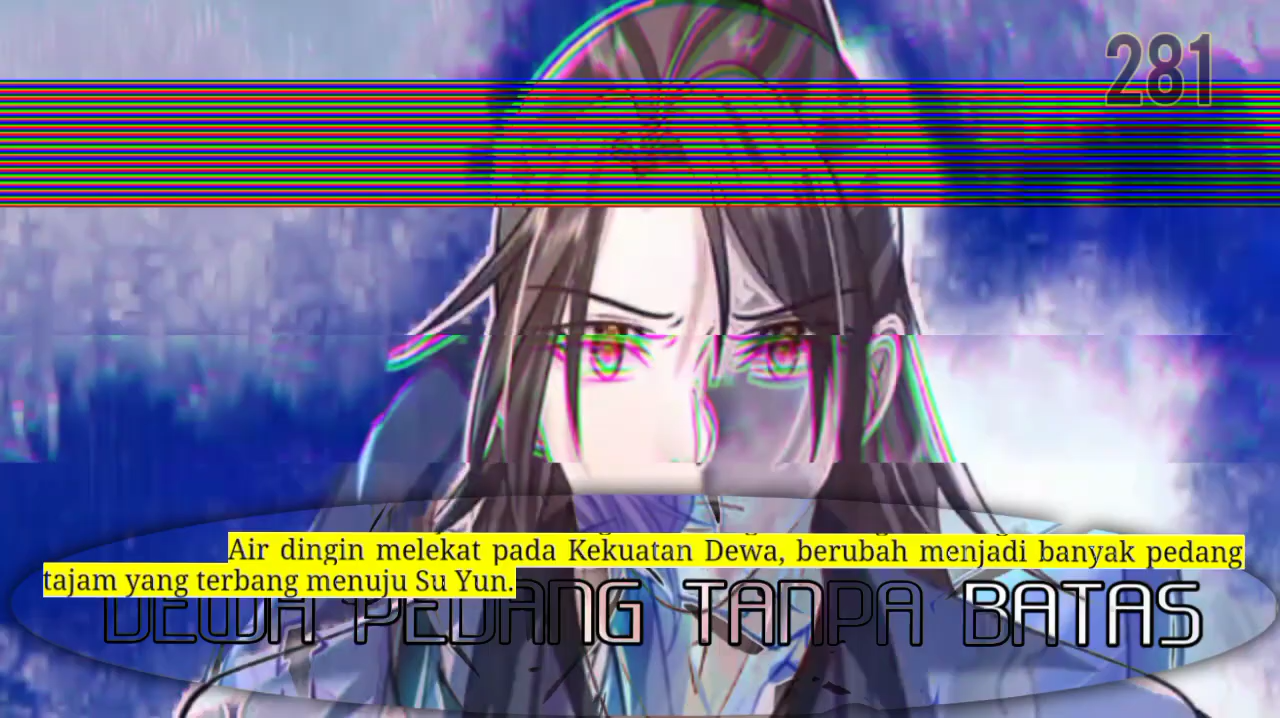 281
Air dingin melekat pada Kekuatan Dewa, berubah menjadi banyak pedang
tajam yang terbang menuju Su Yun.
DEWA PEDANG TANPA BATAS